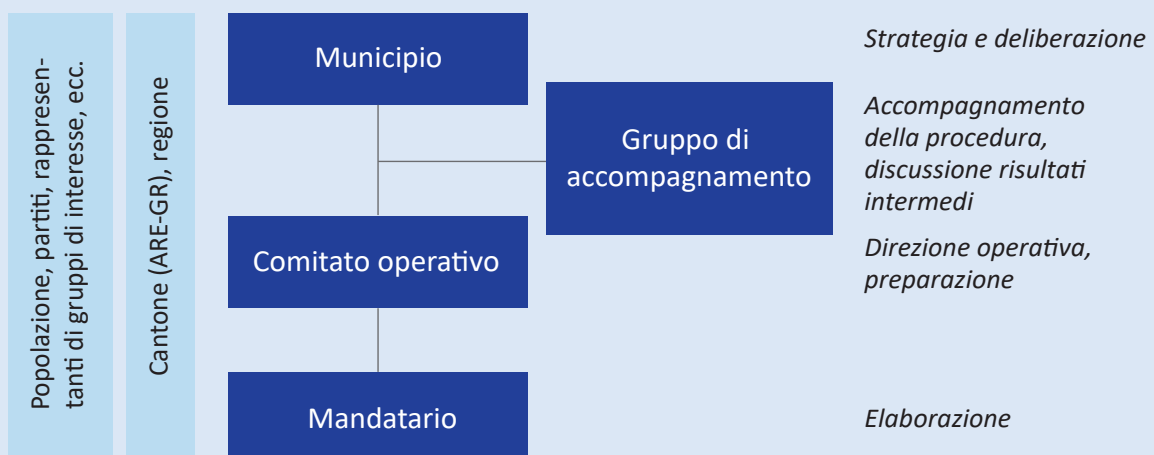 Popolazione, partiti, rappresen-
tanti di gruppi di interesse, ecc.
Cantone (ARE-GR), regione
Municipio
Strategia e deliberazione
Gruppo di
accompagnamento
Accompagnamento
della procedura,
discussione risultati
intermedi
Comitato operativo
Direzione operativa,
preparazione
Mandatario
Elaborazione